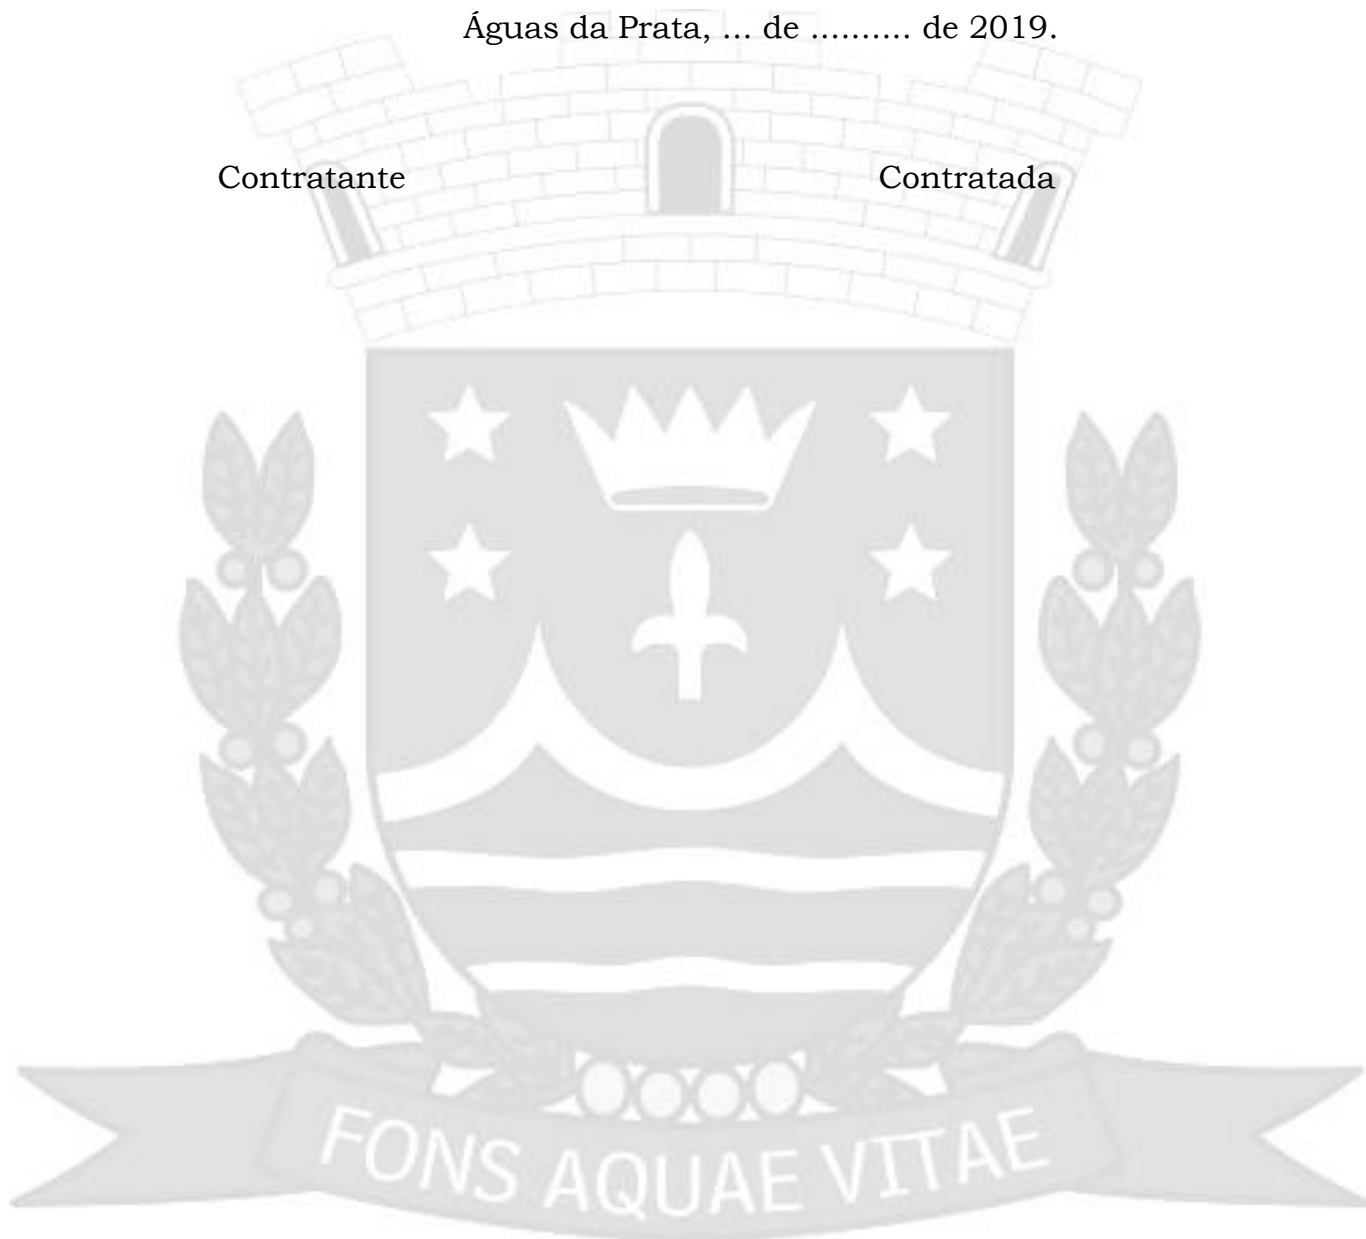 Águas da Prata, ... de .......... de 2019.
Contratante Contratada
FONS AQUAE VITAE